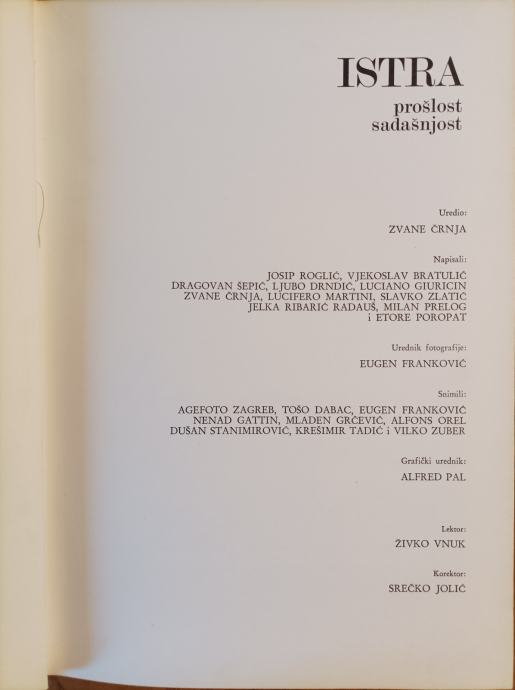 ISTRA
prošlost
sadašnjost
Uredio:
ZVANE ČRNJA
Napisali:
JOSIP ROGLIĆ, VJEKOSLAV BRATULIĆ
DRAGOVAN ŠEPIĆ, LJUBO DRNDIĆ, LUCIANO GIURICIN
ZVANE ČRNJA, LUCIFERO MARTINI, SLAVKO ZLATIĆ
JELKA RIBARIĆ RADAUŠ, MILAN PRELOG
i ETORE POROPAT
Urednik fotografije:
EUGEN FRANKOVIĆ
Snimili:
AGEFOTO ZAGREB, TOŠO DABAC, EUGEN FRANKOVIĆ
NENAD GATTIN, MLADEN GRČEVIĆ, ALFONS OREL
DUŠAN STANIMIROVIĆ, KREŠIMIR TADIĆ i VILKO ZUBER
Grafički urednik:
ALFRED PAL
Lektor:
ŽIVKO VNUK
Korektor:
SREČKO JOLIĆ